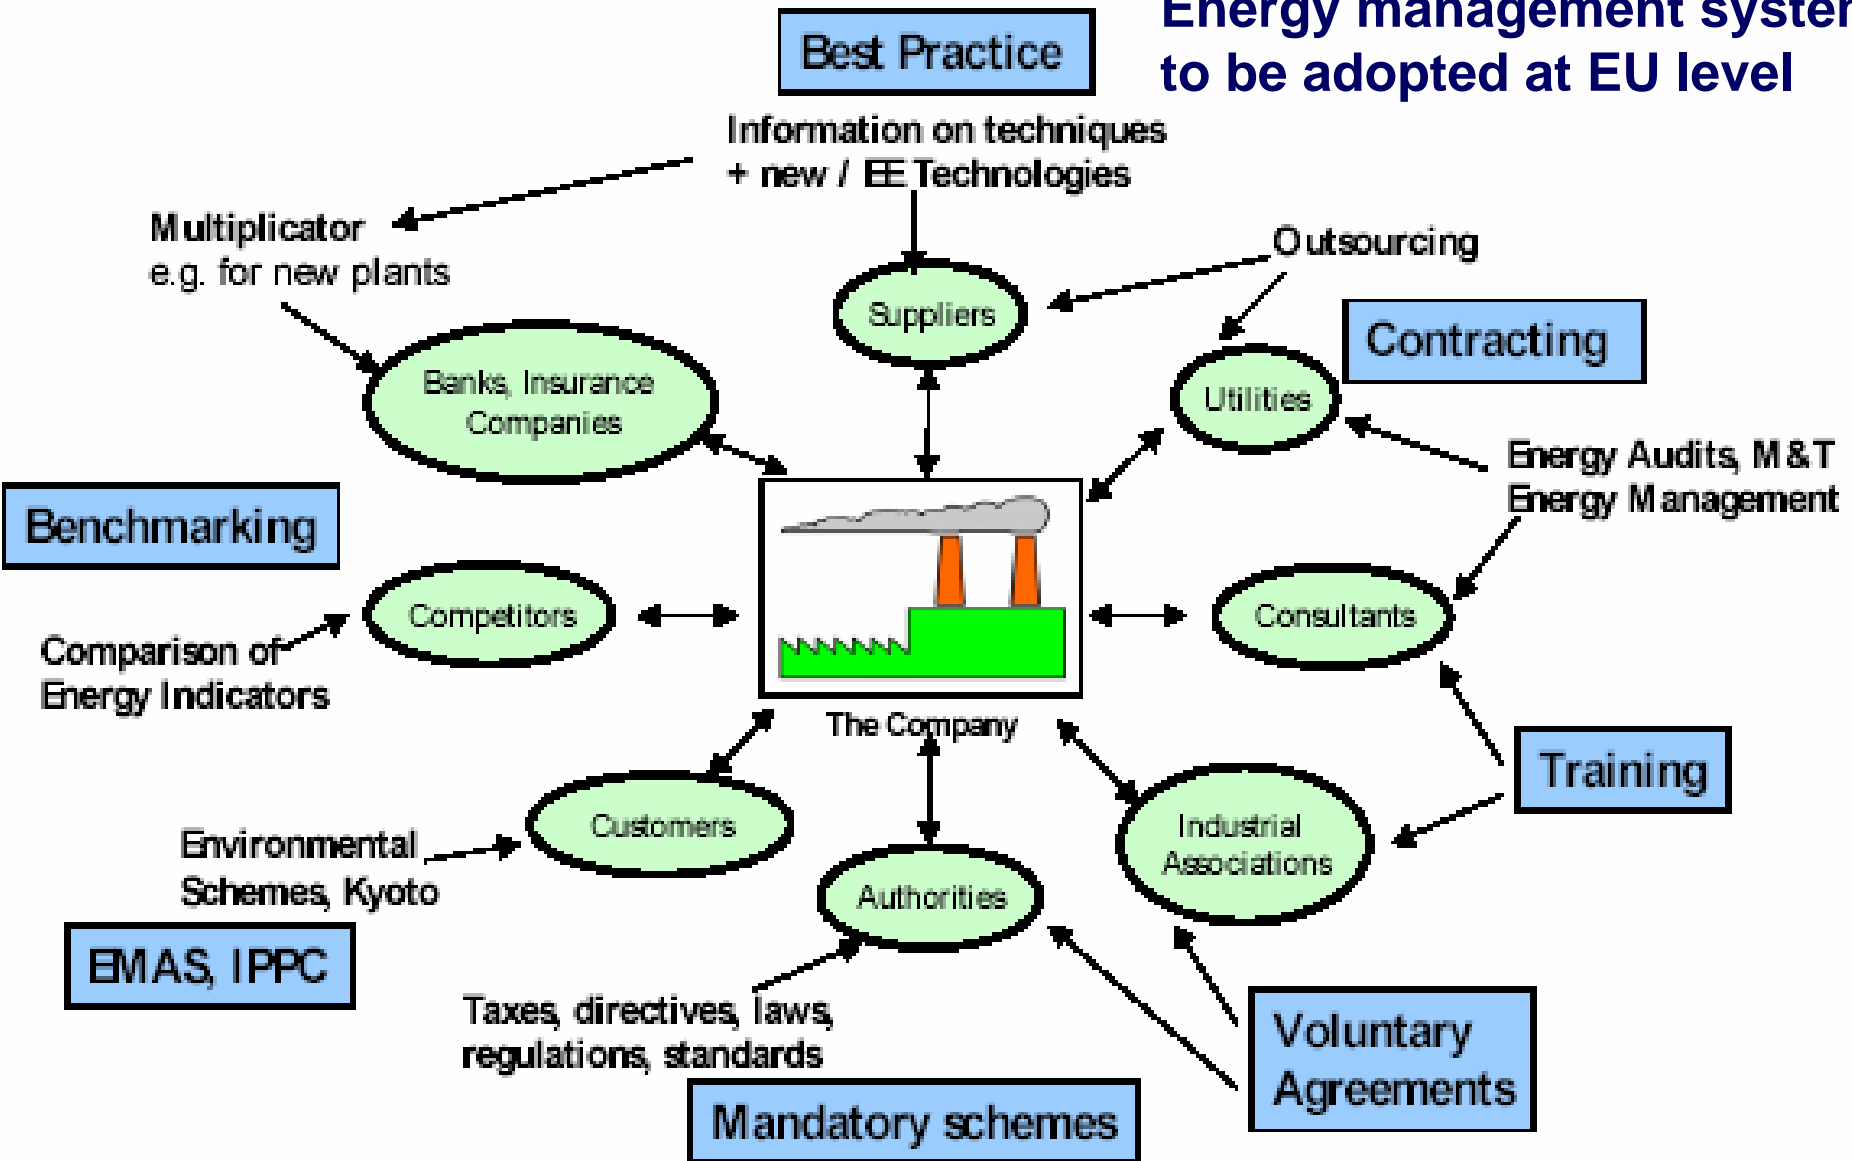 Energy management system
to be adopted at EU level
Best Practice
Information on techniques
+ new / EE Technologies
Multiplicator
e.g. for new plants
Outsourcing
Suppliers
Contracting
Banks, Insurance
Companies
Utilities
Energy Audits, M&T
Energy Management
Benchmarking
Competitors
Consultants
Comparison of
Energy Indicators
The Company
Training
Customers
Industrial
Associations
Environmental
Schemes, Kyoto
Authorities
EMAS, IPPC
Taxes, directives, laws,
regulations, standards
Voluntary
Agreements
Mandatory schemes